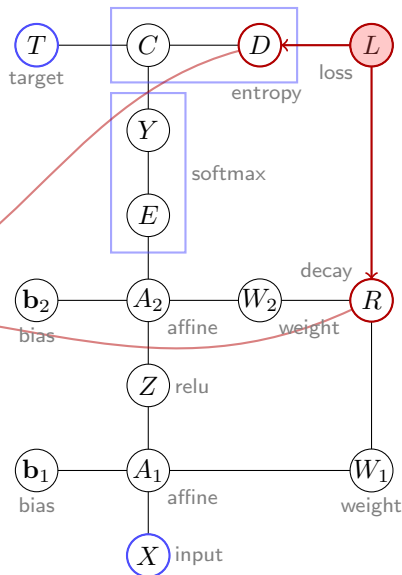 T C D L
target
loss
entropy
Y
softmax
E
decay
b₂ A₂ W₂ R
bias affine weight
Z relu
b₁ A₁ W₁
bias affine weight
X input